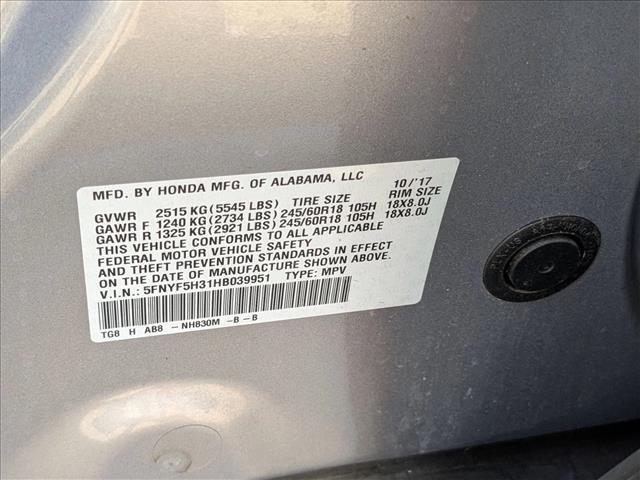 MFD. BY HONDA MFG. OF ALABAMA, LLC 10/'17
GVWR 2515 KG (5545 LBS) TIRE SIZE RIM SIZE
GAWR F 1240 KG (2734 LBS) 245/60R18 105H 18X8.0J
GAWR R 1325 KG (2921 LBS) 245/60R18 105H 18X8.0J
THIS VEHICLE CONFORMS TO ALL APPLICABLE
FEDERAL MOTOR VEHICLE SAFETY
AND THEFT PREVENTION STANDARDS IN EFFECT
ON THE DATE OF MANUFACTURE SHOWN ABOVE.
V.I.N.: 5FNYF5H31HB039951 TYPE: MPV
TG8 H AB8 -NH830M -B-B